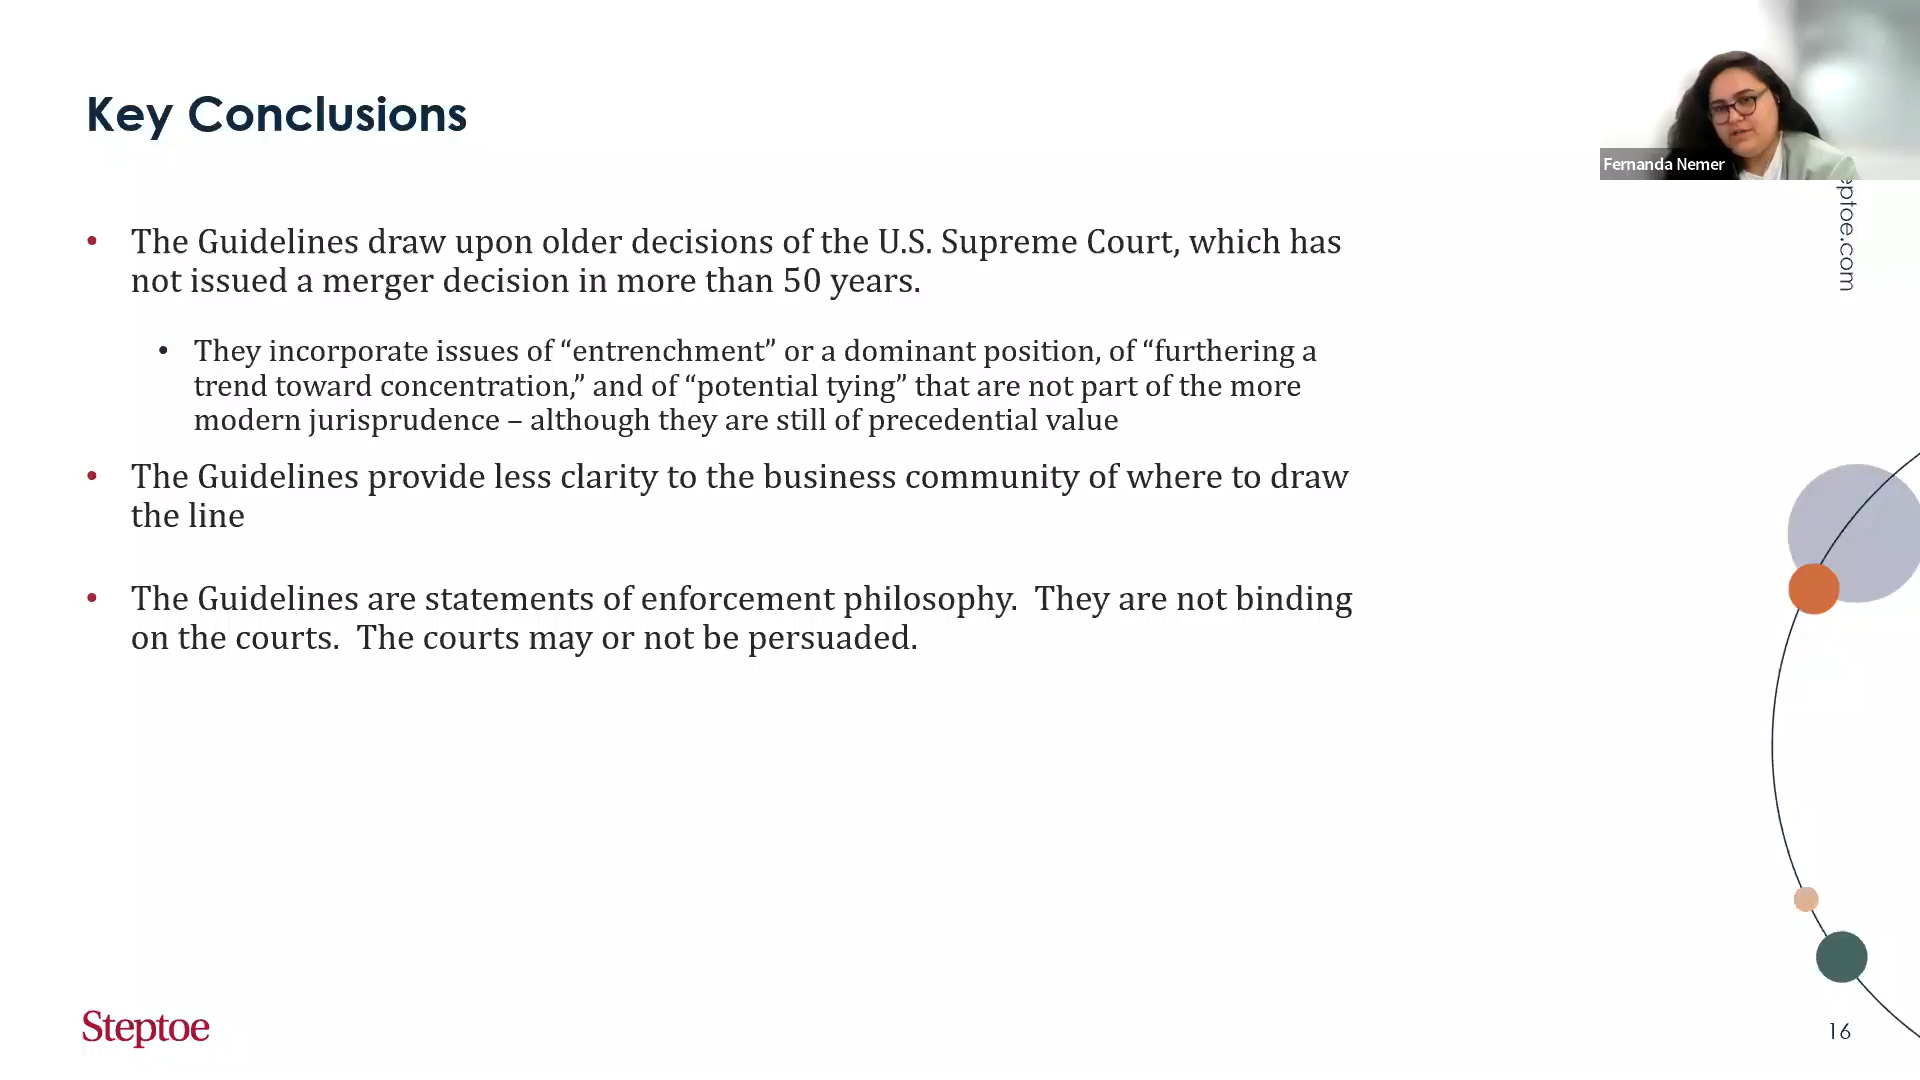 Key Conclusions
Fernanda Nemer
eptoe.com
• The Guidelines draw upon older decisions of the U.S. Supreme Court, which has
not issued a merger decision in more than 50 years.
• They incorporate issues of “entrenchment” or a dominant position, of “furthering a
trend toward concentration,” and of “potential tying” that are not part of the more
modern jurisprudence – although they are still of precedential value
• The Guidelines provide less clarity to the business community of where to draw
the line
• The Guidelines are statements of enforcement philosophy.  They are not binding
on the courts.  The courts may or not be persuaded.
Steptoe
16